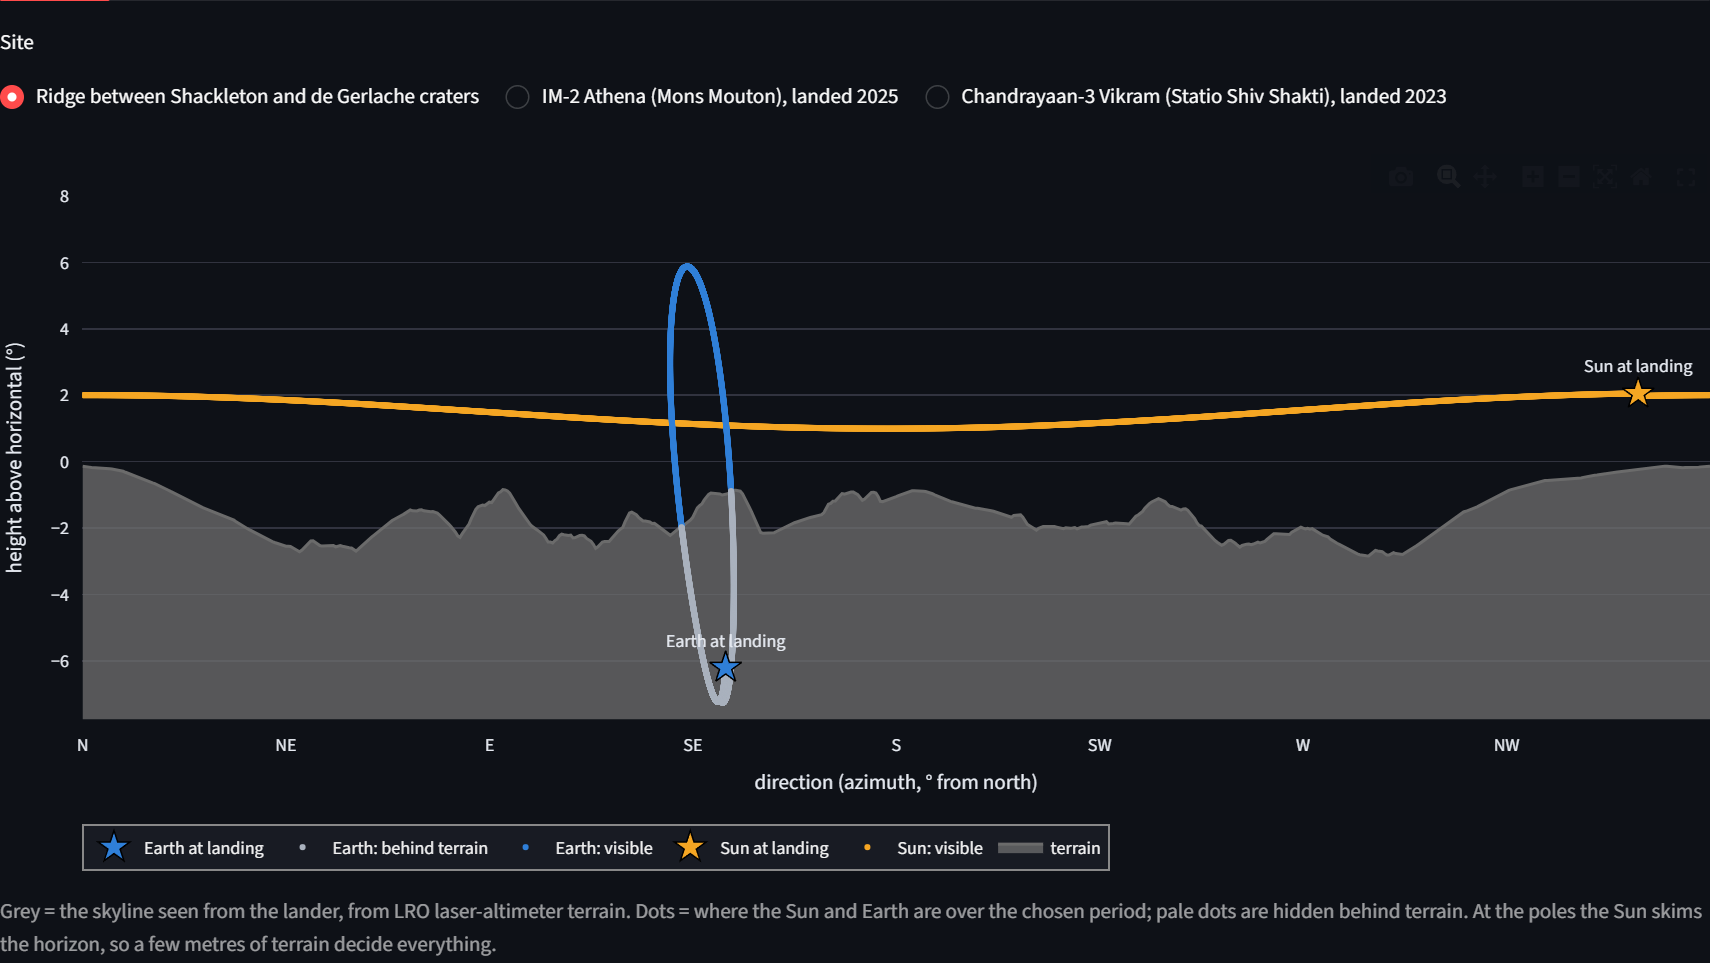 Site
Ridge between Shackleton and de Gerlache craters
IM-2 Athena (Mons Mouton), landed 2025
Chandrayaan-3 Vikram (Statio Shiv Shakti), landed 2023
8
6
4
2
0
−2
−4
−6
height above horizontal (°)
Sun at landing
Earth at landing
N
NE
E
SE
S
SW
W
NW
direction (azimuth, ° from north)
Earth at landing
Earth: behind terrain
Earth: visible
Sun at landing
Sun: visible
terrain
Grey = the skyline seen from the lander, from LRO laser-altimeter terrain. Dots = where the Sun and Earth are over the chosen period; pale dots are hidden behind terrain. At the poles the Sun skims
the horizon, so a few metres of terrain decide everything.